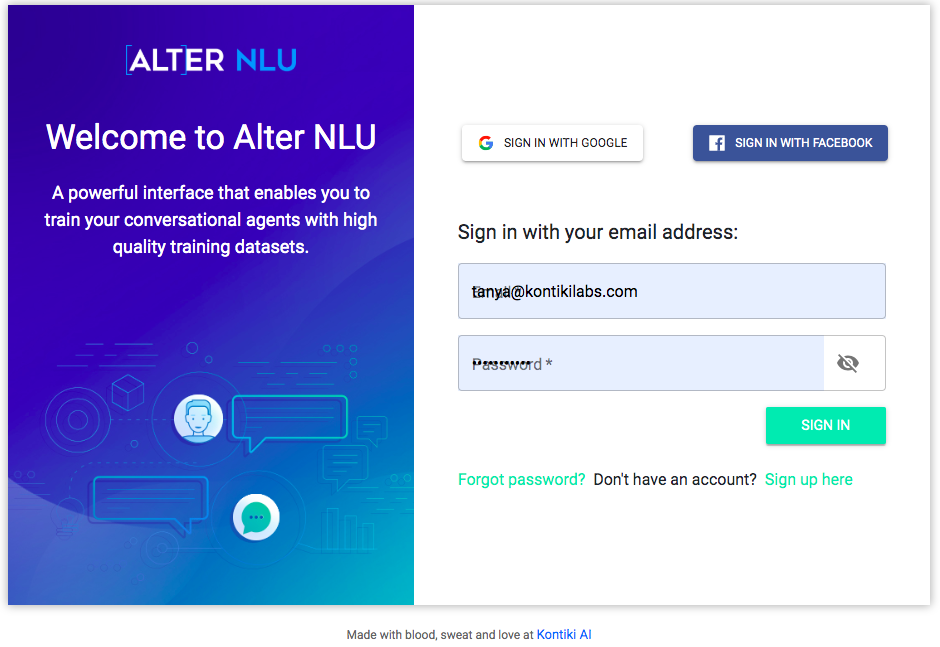 ALTER NLU
Welcome to Alter NLU
A powerful interface that enables you to
train your conversational agents with high
quality training datasets.
SIGN IN WITH GOOGLE
SIGN IN WITH FACEBOOK
Sign in with your email address:
tanya@kontikilabs.com
Password *
SIGN IN
Forgot password? Don't have an account? Sign up here
Made with blood, sweat and love at Kontiki AI